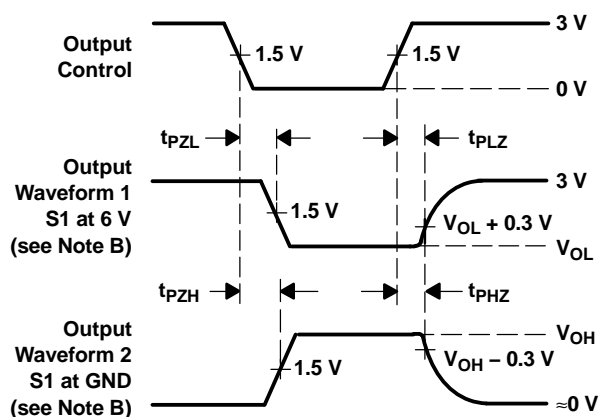 Output
Control
1.5 V
1.5 V
3 V
0 V
tPZL
tPLZ
Output
Waveform 1
S1 at 6 V
(see Note B)
1.5 V
3 V
VOL + 0.3 V
VOL
tPZH
tPHZ
Output
Waveform 2
S1 at GND
(see Note B)
1.5 V
VOH
VOH − 0.3 V
≈0 V